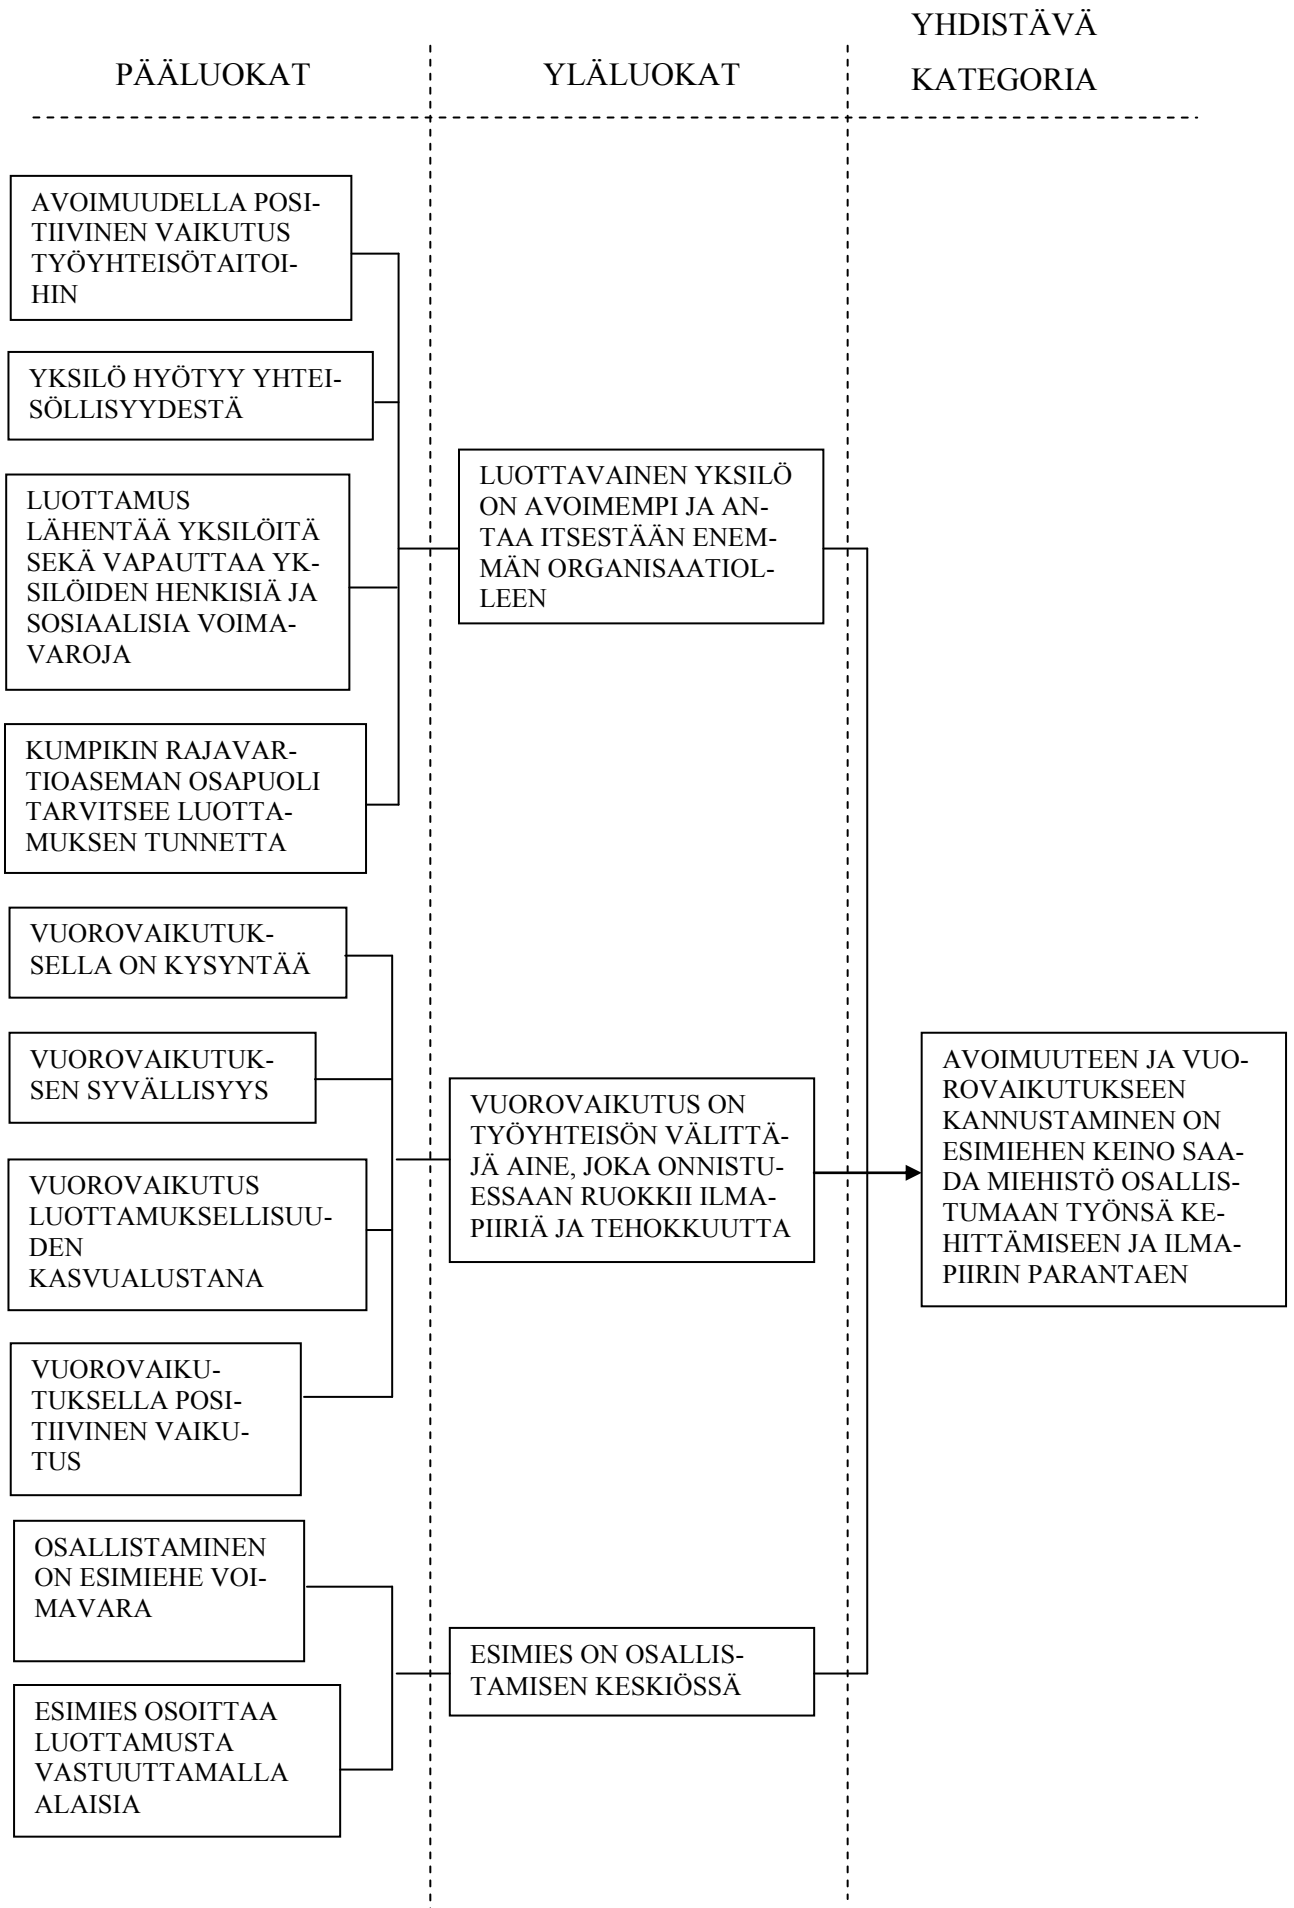 YHDISTÄVÄ
PÄÄLUOKAT
YLÄLUOKAT
KATEGORIA
AVOIMUUDELLA POSI-
TIIVINEN VAIKUTUS
TYÖYHTEISÖTAITOI-
HIN
YKSILÖ HYÖTYY YHTEI-
SÖLLISYYDESTÄ
LUOTTAMUS
LÄHENTÄÄ YKSILÖITÄ
SEKÄ VAPAUTTAA YK-
SILÖIDEN HENKISIÄ JA
SOSIAALISIA VOIMA-
VAROJA
KUMPIKIN RAJAVAR-
TIOASEMAN OSAPUOLI
TARVITSEE LUOTTA-
MUKSEN TUNNETTA
LUOTTAVAINEN YKSILÖ
ON AVOIMEMPI JA AN-
TAA ITSESTÄÄN ENEM-
MÄN ORGANISAATIOL-
LEEN
VUOROVAIKUTUK-
SELLA ON KYSYNTÄÄ
VUOROVAIKUTUK-
SEN SYVÄLLISYYS
VUOROVAIKUTUS
LUOTTAMUKSELLISUU-
DEN
KASVUALUSTANA
VUOROVAIKU-
TUKSELLA POSI-
TIIVINEN VAIKU-
TUS
VUOROVAIKUTUS ON
TYÖYHTEISÖN VÄLITTÄ-
JÄ AINE, JOKA ONNISTU-
ESSAAN RUOKKII ILMA-
PIIRIÄ JA TEHOKKUUTTA
AVOIMUUTEEN JA VUO-
ROVAIKUTUKSEEN
KANNUSTAMINEN ON
ESIMIEHEN KEINO SAA-
DA MIEHISTÖ OSALLIS-
TUMAAN TYÖNSÄ KE-
HITTÄMISEEN JA ILMA-
PIIRIN PARANTAEN
OSALLISTAMINEN
ON ESIMIEHE VOI-
MAVARA
ESIMIES OSOITTAA
LUOTTAMUSTA
VASTUUTTAMALLA
ALAISIA
ESIMIES ON OSALLIS-
TAMISEN KESKIÖSSÄ